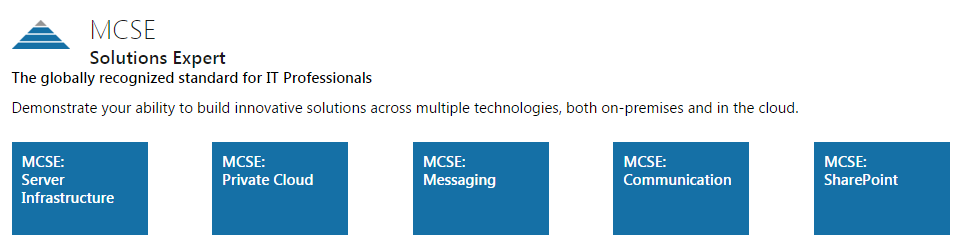 MCSE
Solutions Expert
The globally recognized standard for IT Professionals
Demonstrate your ability to build innovative solutions across multiple technologies, both on-premises and in the cloud.
MCSE:
Server
Infrastructure
MCSE:
Private Cloud
MCSE:
Messaging
MCSE:
Communication
MCSE:
SharePoint